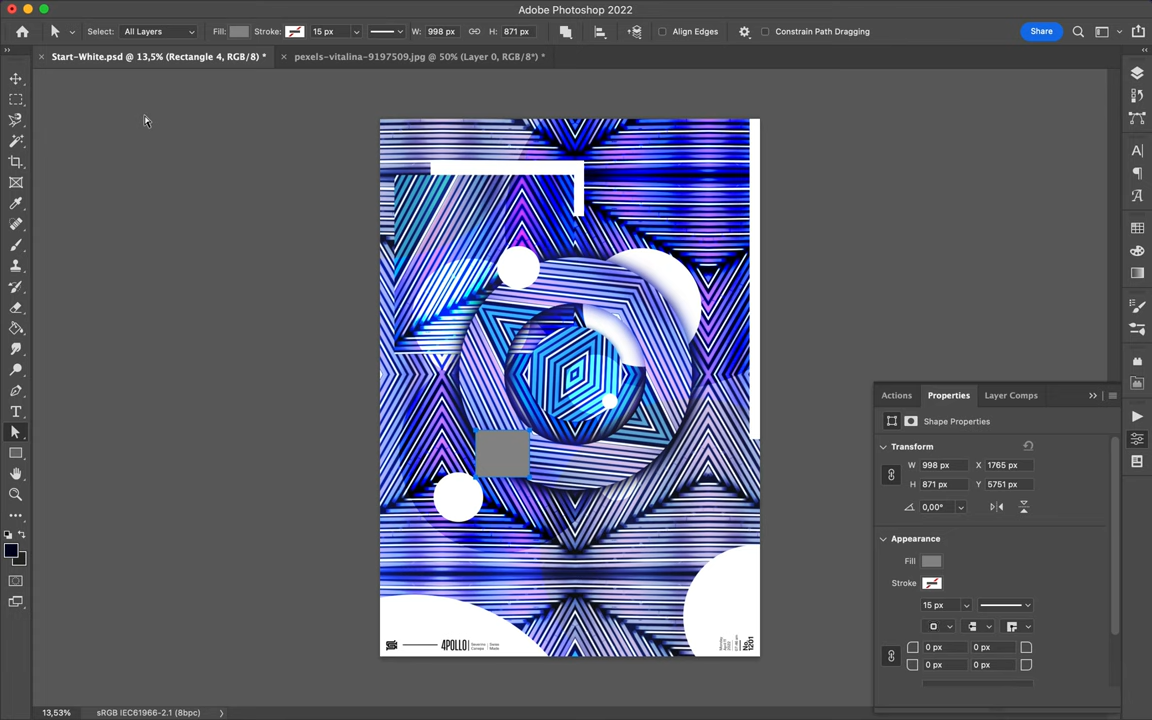 Adobe Photoshop 2022
Select: All Layers Fill: Stroke: 15 px W: 998 px H: 871 px Align Edges Constrain Path Dragging Share
Start-White.psd @ 13,5% (Rectangle 4, RGB/8) *
pexels-vitalina-9197509.jpg @ 50% (Layer 0, RGB/8*) *
Actions Properties Layer Comps
Shape Properties
Transform
W 998 px X 1765 px
H 871 px Y 5751 px
0,00°
Appearance
Fill
Stroke
15 px
0 px 0 px
0 px 0 px
4POLLO
No. 1201
13,53% sRGB IEC61966-2.1 (8bpc)